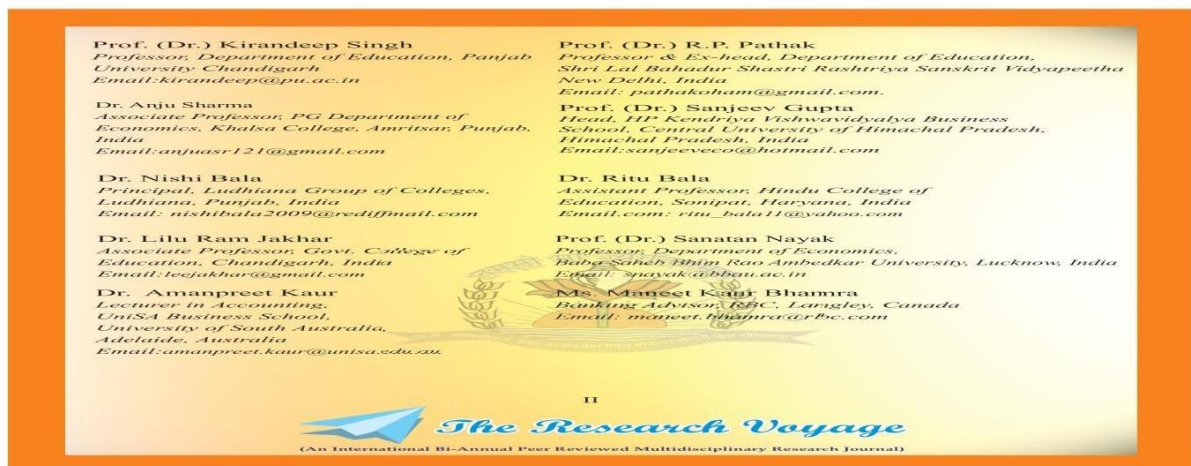 Prof. (Dr.) Kirandeep Singh
Professor, Department of Education, Panjab
University Chandigarh
Email:kirandeep@pu.ac.in
Dr. Anju Sharma
Associate Professor, PG Department of
Economics, Khalsa College, Amritsar, Punjab,
India
Email:anjuasr121@gmail.com
Dr. Nishi Bala
Principal, Ludhiana Group of Colleges,
Ludhiana, Punjab, India
Email: nishibala2009@rediffmail.com
Dr. Lilu Ram Jakhar
Associate Professor, Govt. College of
Education, Chandigarh, India
Email:leejakhar@gmail.com
Dr. Amanpreet Kaur
Lecturer in Accounting,
UniSA Business School,
University of South Australia,
Adelaide, Australia
Email:amanpreet.kaur@unisa.edu.au
Prof. (Dr.) R.P. Pathak
Professor & Ex-head, Department of Education,
Shri Lal Bahadur Shastri Rashtriya Sanskrit Vidyapeetha
New Delhi, India
Email: pathakoham@gmail.com.
Prof. (Dr.) Sanjeev Gupta
Head, HP Kendriya Vishwavidyalya Business
School, Central University of Himachal Pradesh,
Himachal Pradesh, India
Email:sanjeeveco@hotmail.com
Dr. Ritu Bala
Assistant Professor, Hindu College of
Education, Sonipat, Haryana, India
Email.com: ritu_bala11@yahoo.com
Prof. (Dr.) Sanatan Nayak
Professor, Department of Economics,
Baba Saheb Bhim Rao Ambedkar University, Lucknow, India
Email: snayak@bbau.ac.in
Ms. Maneet Kaur Bhamra
Banking Advisor, RBC, Langley, Canada
Email: maneet.bhamra@rbc.com
II
The Research Voyage
(An International Bi-Annual Peer Reviewed Multidisciplinary Research Journal)